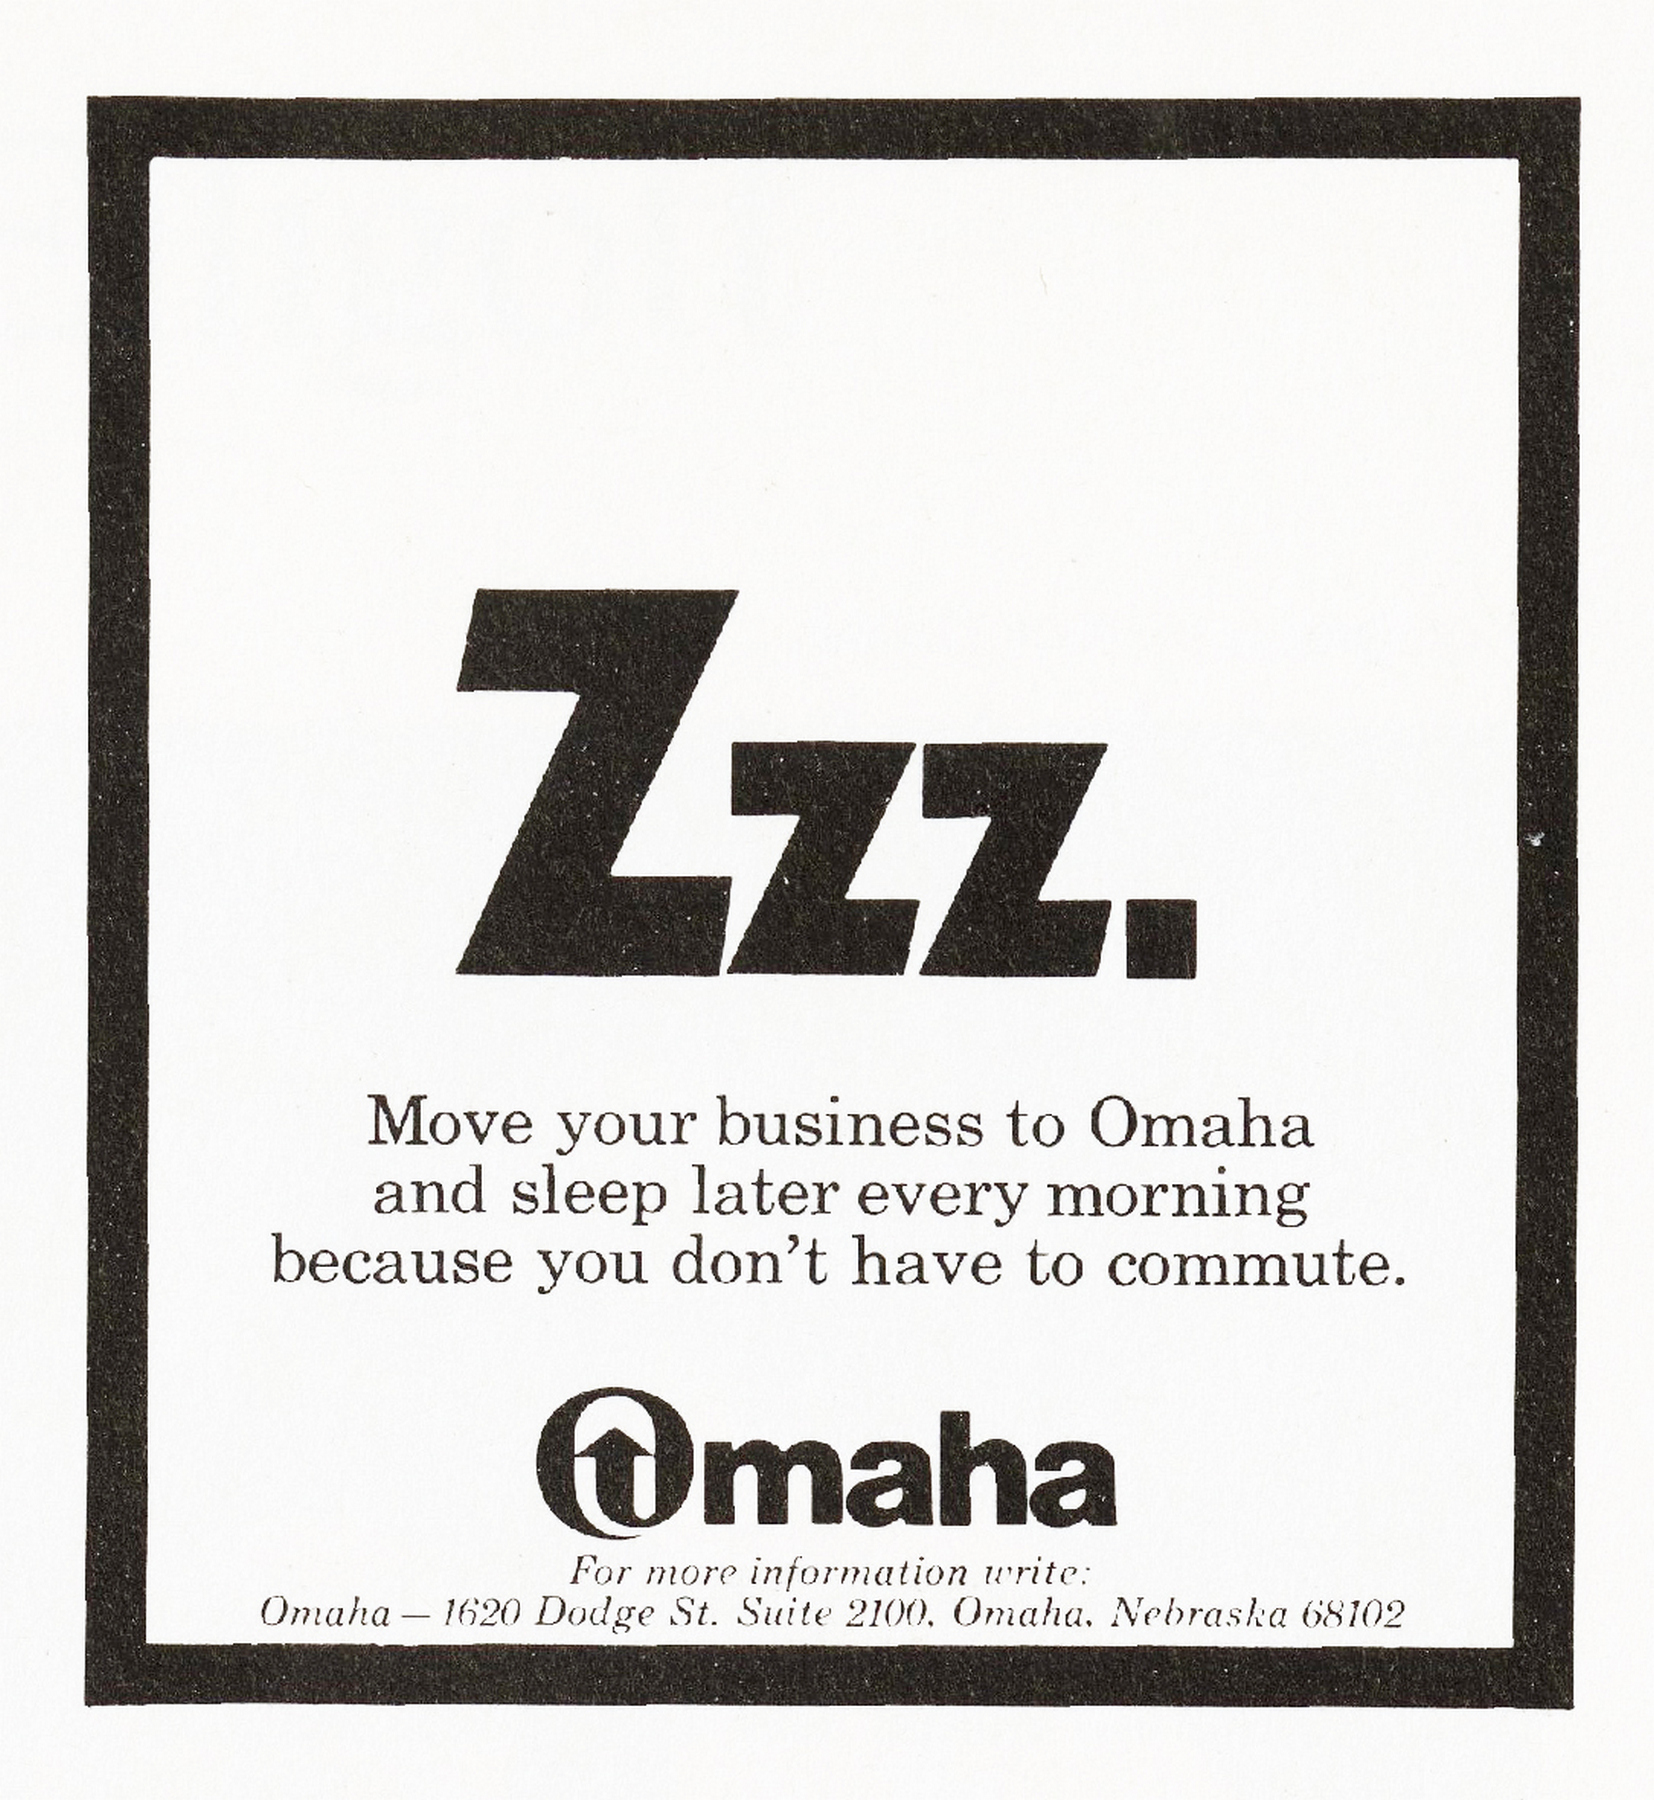 Zzz.
Move your business to Omaha
and sleep later every morning
because you don't have to commute.
Omaha
For more information write:
Omaha — 1620 Dodge St. Suite 2100, Omaha, Nebraska 68102